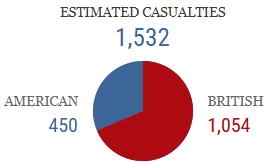 ESTIMATED CASUALTIES
1,532
AMERICAN
450
BRITISH
1,054